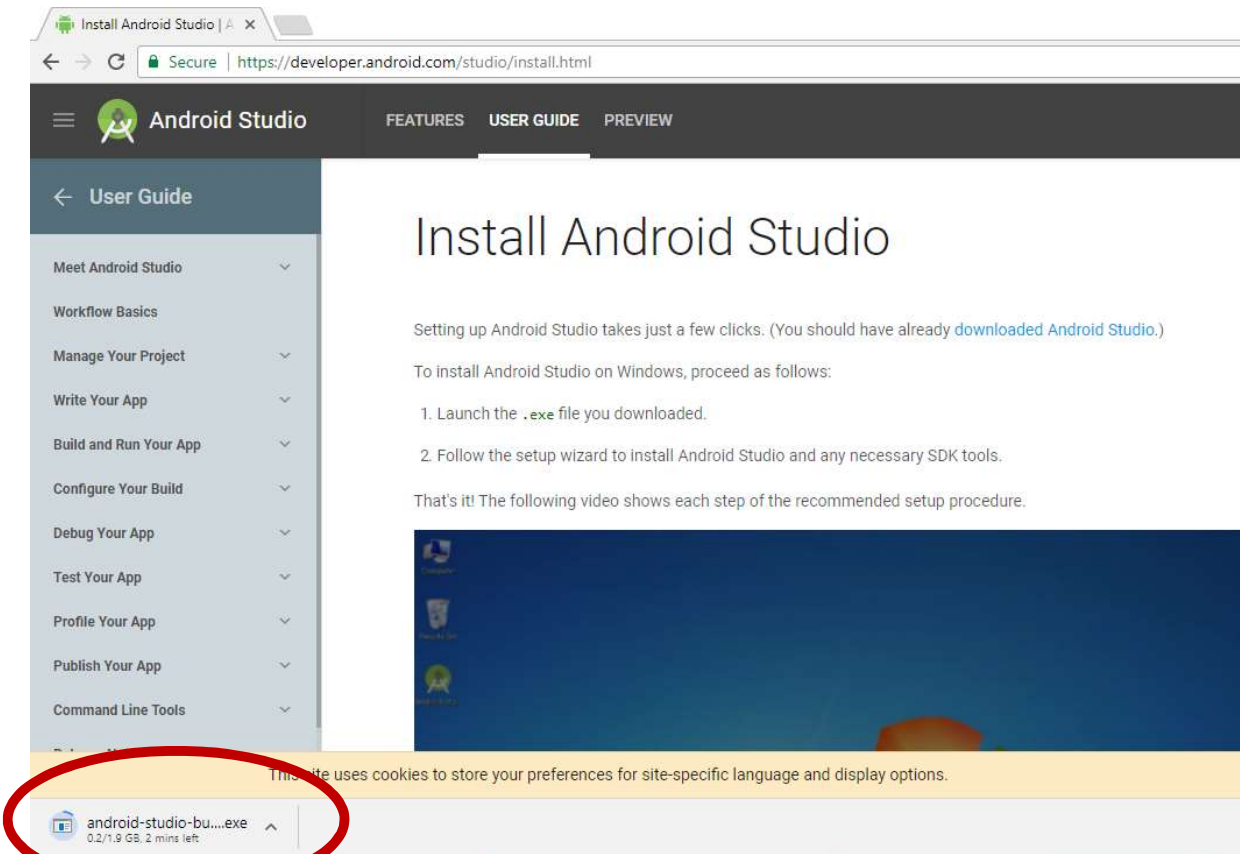 Install Android Studio | A
Secure | https://developer.android.com/studio/install.html
Android Studio
FEATURES USER GUIDE PREVIEW
User Guide
Meet Android Studio
Workflow Basics
Manage Your Project
Write Your App
Build and Run Your App
Configure Your Build
Debug Your App
Test Your App
Profile Your App
Publish Your App
Command Line Tools
Install Android Studio
Setting up Android Studio takes just a few clicks. (You should have already downloaded Android Studio.)
To install Android Studio on Windows, proceed as follows:
1. Launch the .exe file you downloaded.
2. Follow the setup wizard to install Android Studio and any necessary SDK tools.
That's it! The following video shows each step of the recommended setup procedure.
Computer
This site uses cookies to store your preferences for site-specific language and display options.
android-studio-bu....exe
0.2/1.9 GB, 2 mins left